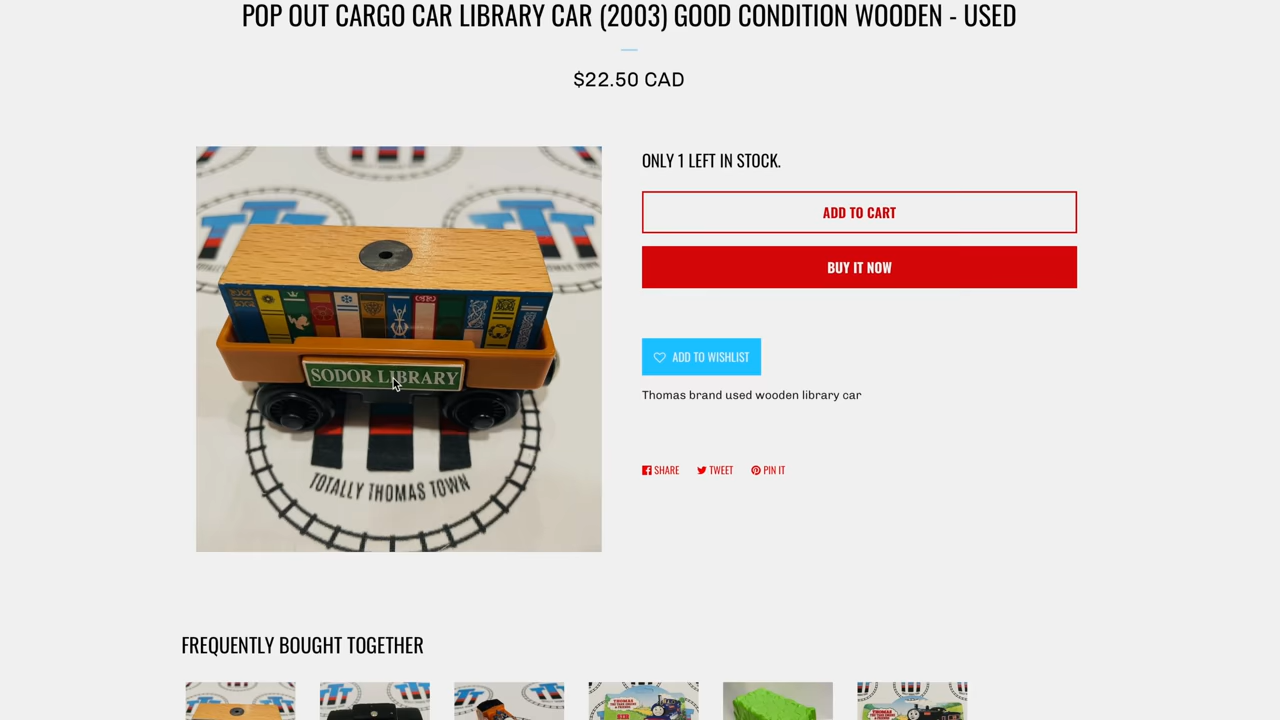 POP OUT CARGO CAR LIBRARY CAR (2003) GOOD CONDITION WOODEN - USED
$22.50 CAD
ONLY 1 LEFT IN STOCK.
ADD TO CART
BUY IT NOW
ADD TO WISHLIST
Thomas brand used wooden library car
SHARE TWEET PIN IT
TTT
TTT
SODOR LIBRARY
TOTALLY THOMAS TOWN
FREQUENTLY BOUGHT TOGETHER